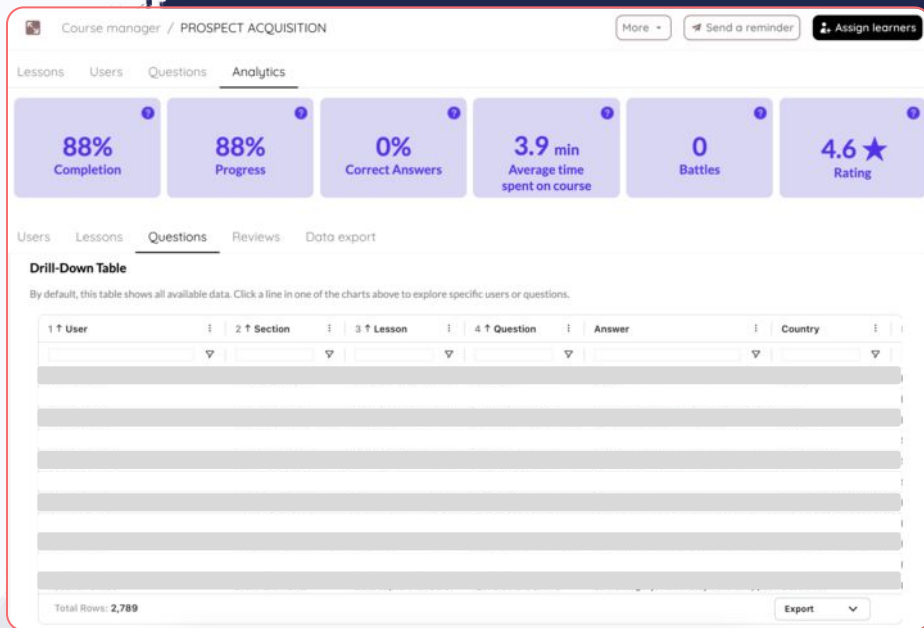 Course manager / PROSPECT ACQUISITION
More
Send a reminder
Assign learners
Lessons Users Questions Analytics
? ? ? ? ? ?
88% 88% 0% 3.9 min 0 4.6 ★
Completion Progress Correct Answers Average time Battles Rating
spent on course
Users Lessons Questions Reviews Data export
Drill-Down Table
By default, this table shows all available data. Click a line in one of the charts above to explore specific users or questions.
1 ↑ User 2 ↑ Section 3 ↑ Lesson 4 ↑ Question Answer Country
Total Rows: 2,789
Export